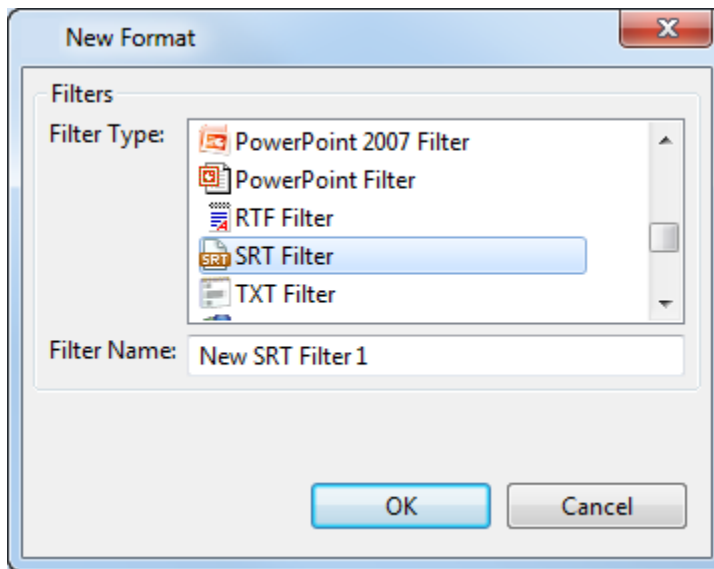 New Format
Filters
Filter Type:
PowerPoint 2007 Filter
PowerPoint Filter
RTF Filter
SRT SRT Filter
TXT Filter
Filter Name: New SRT Filter 1
OK Cancel